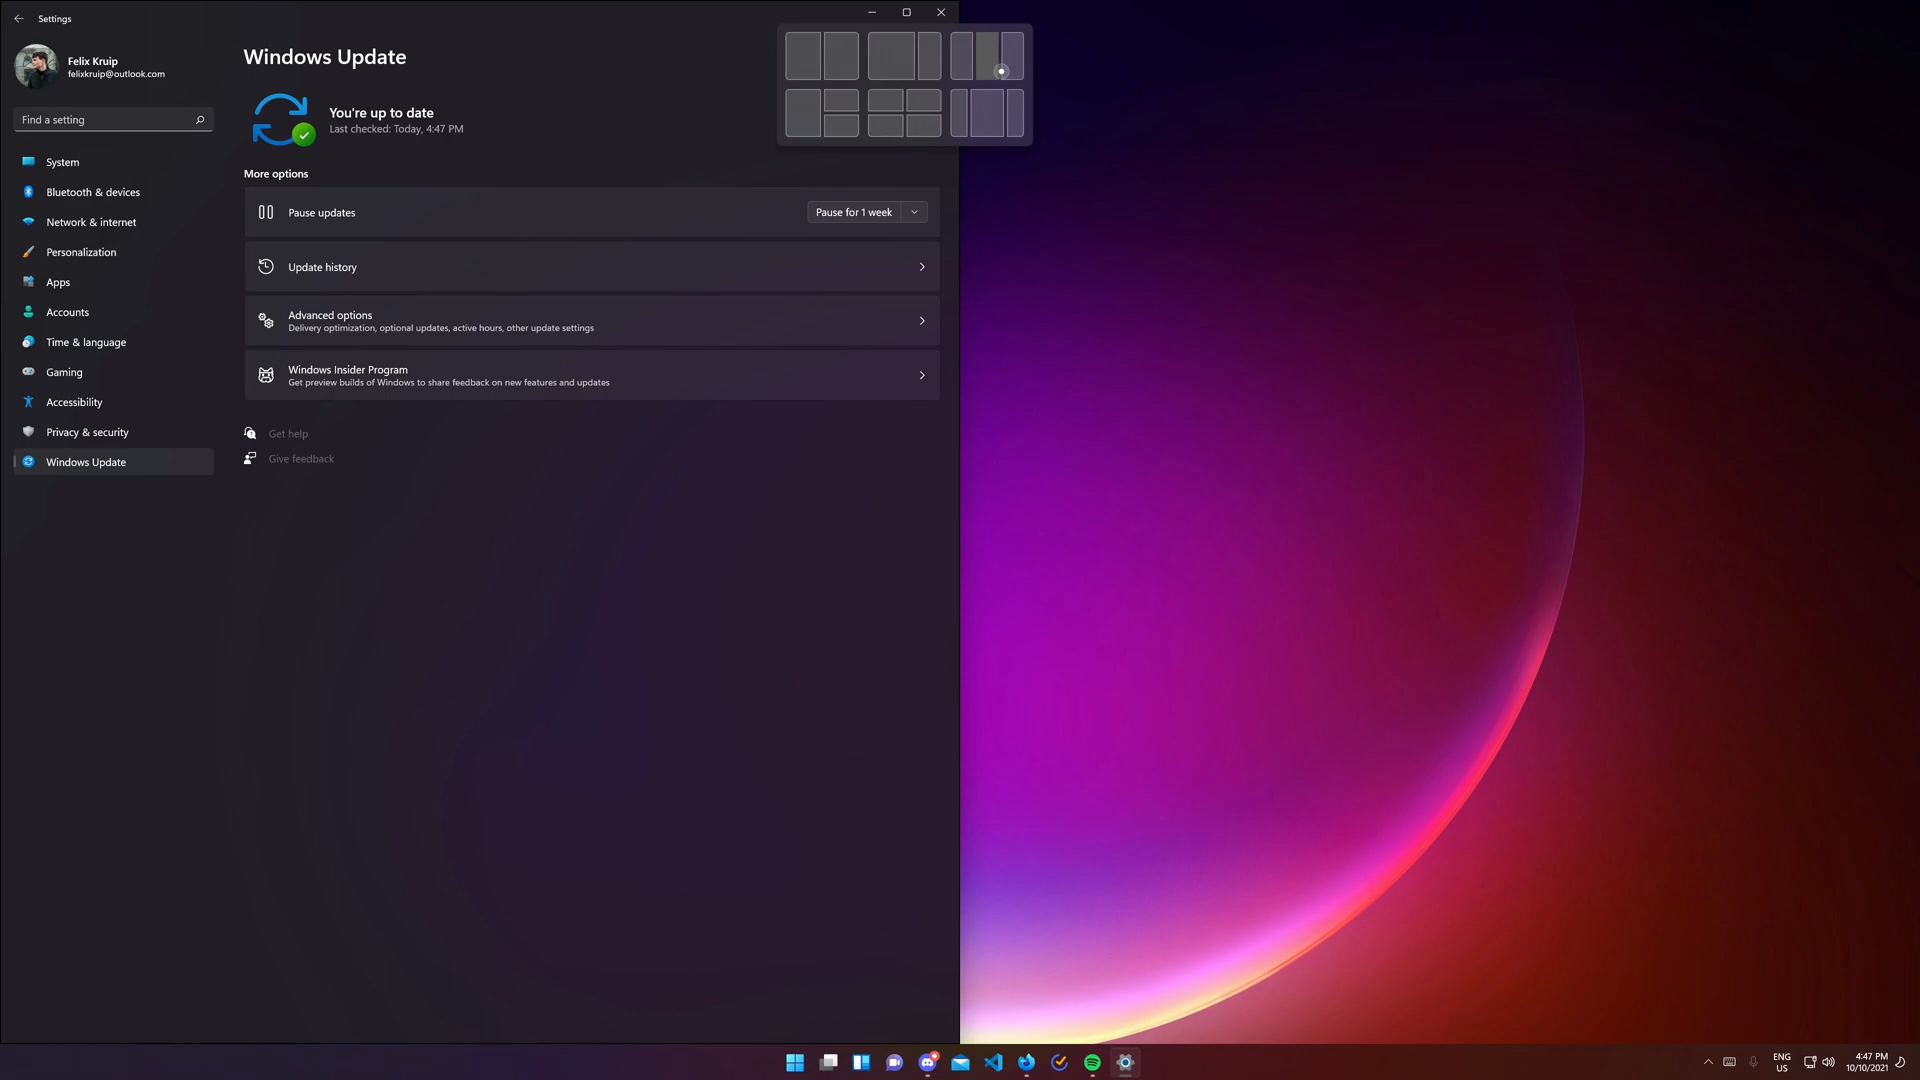 Settings
Felix Kruip
felixkruip@outlook.com
Find a setting
System
Bluetooth & devices
Network & internet
Personalization
Apps
Accounts
Time & language
Gaming
Accessibility
Privacy & security
Windows Update
Windows Update
You're up to date
Last checked: Today, 4:47 PM
More options
Pause updates
Pause for 1 week
Update history
Advanced options
Delivery optimization, optional updates, active hours, other update settings
Windows Insider Program
Get preview builds of Windows to share feedback on new features and updates
Get help
Give feedback
ENG
US
4:47 PM
10/10/2021